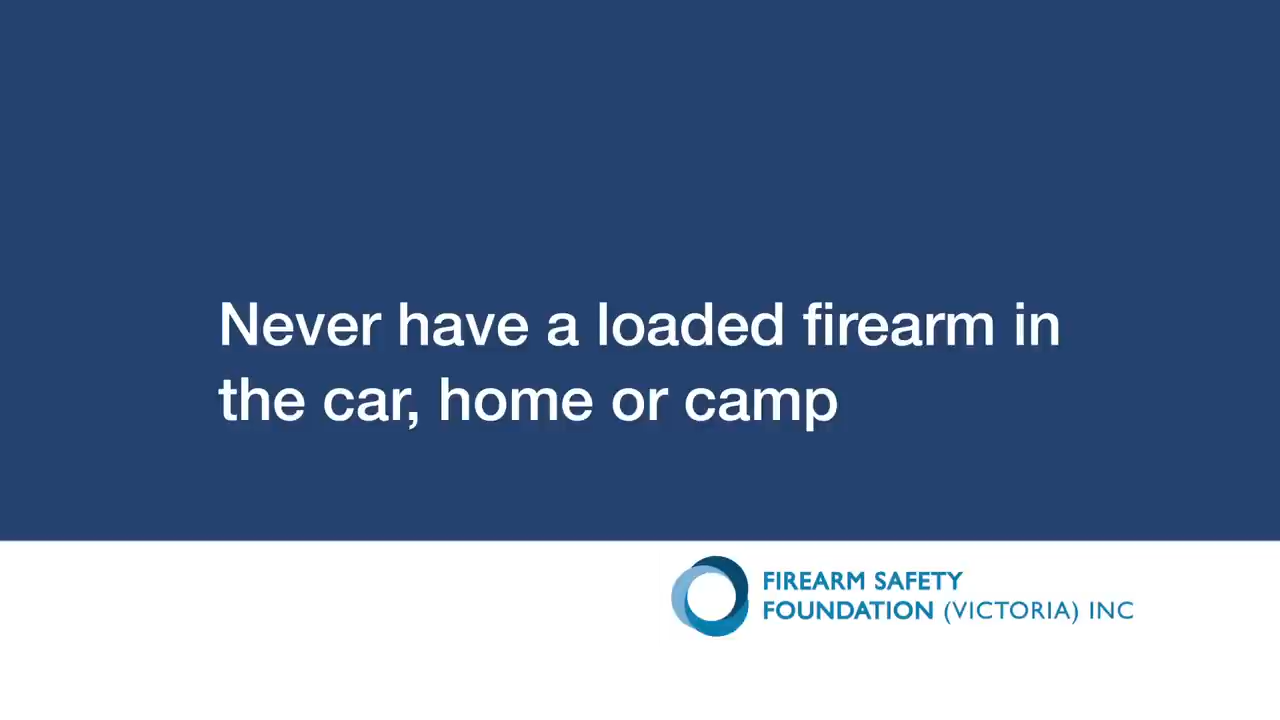 Never have a loaded firearm in
the car, home or camp
FIREARM SAFETY
FOUNDATION (VICTORIA) INC